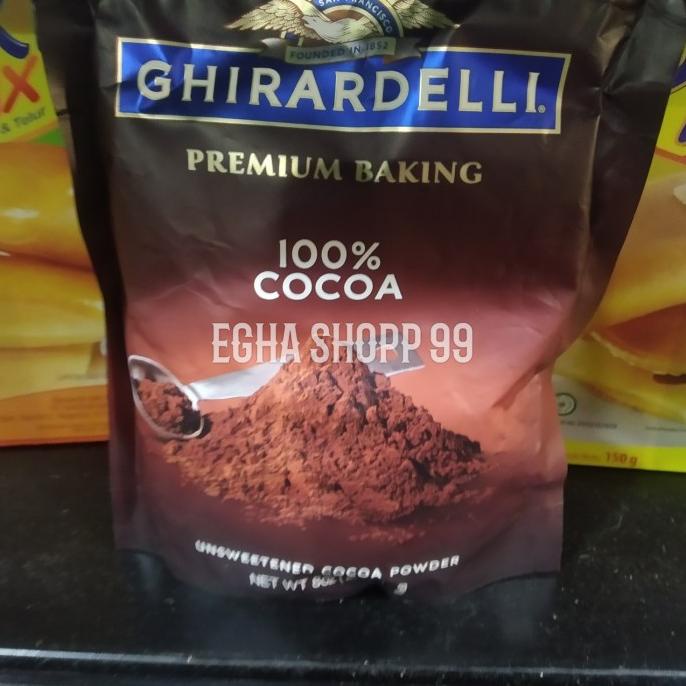 SAN FRANCISCO
FOUNDED IN 1852
GHIRARDELLI®
PREMIUM BAKING
100%
COCOA
EGHA SHOPP 99
UNSWEETENED COCOA POWDER
NET WT
g
X
& Telur
150 g